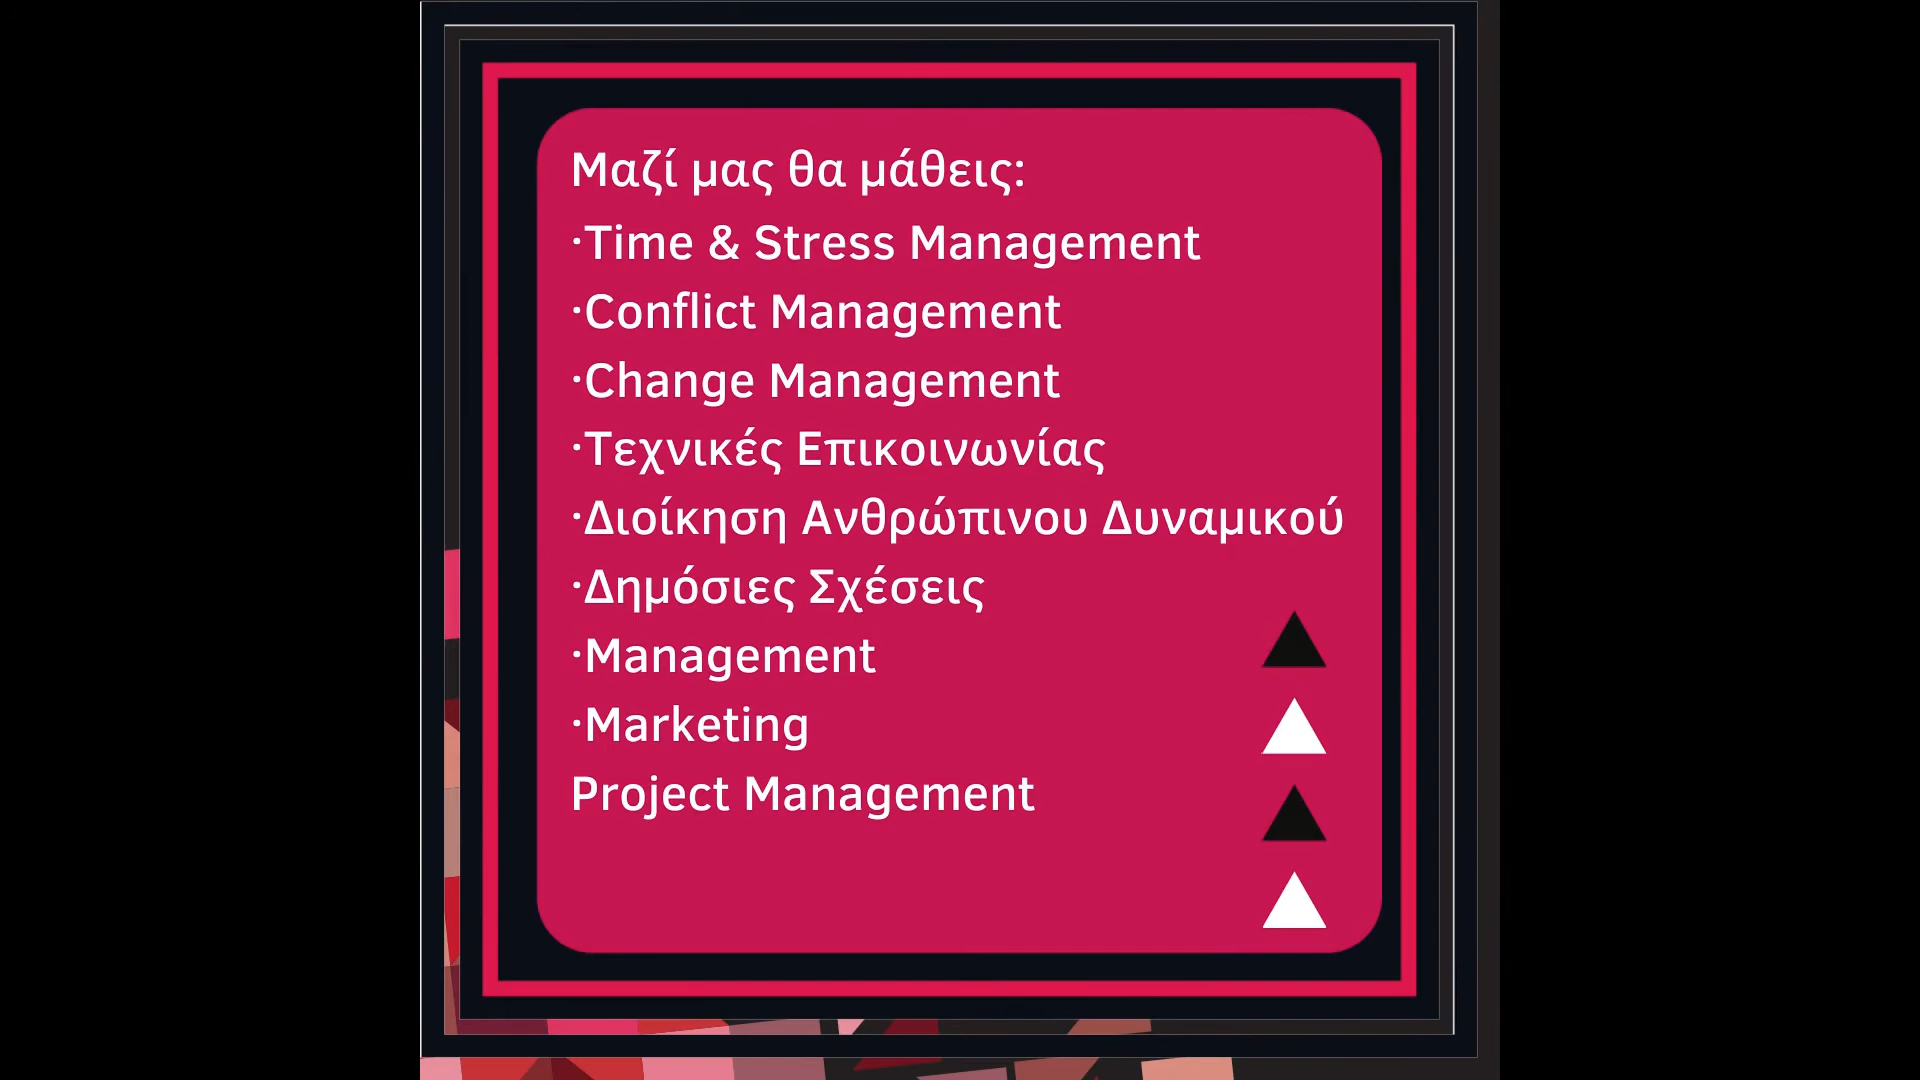 Μαζί μας θα μάθεις:
·Time & Stress Management
·Conflict Management
·Change Management
·Τεχνικές Επικοινωνίας
·Διοίκηση Ανθρώπινου Δυναμικού
·Δημόσιες Σχέσεις
·Management
·Marketing
Project Management